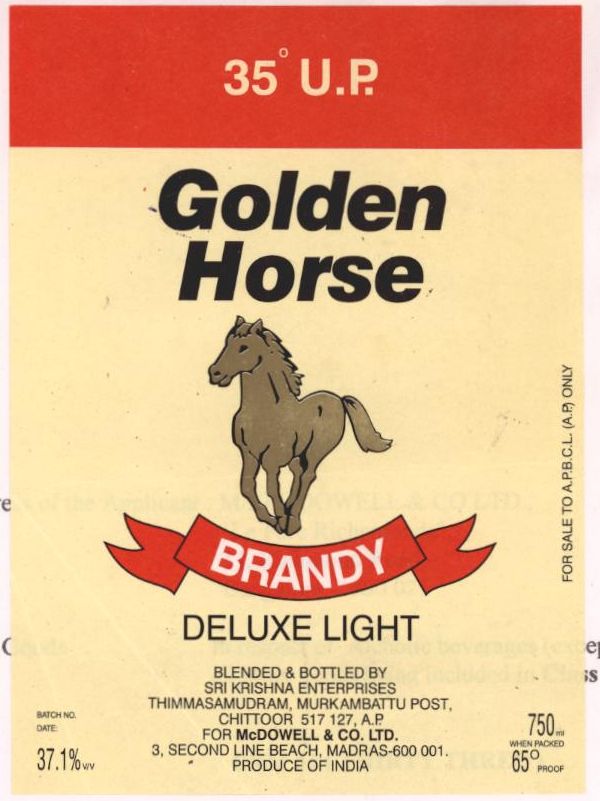 35° U.P.
Golden
Horse
FOR SALE TO A.P.B.C.L. (A.P.) ONLY
BRANDY
DELUXE LIGHT
BLENDED & BOTTLED BY
SRI KRISHNA ENTERPRISES
THIMMASAMUDRAM, MURKAMBATTU POST,
CHITTOOR 517 127, A.P.
FOR McDOWELL & CO. LTD.
3, SECOND LINE BEACH, MADRAS-600 001.
PRODUCE OF INDIA
BATCH NO.
DATE:
37.1% v/v
750 ml
WHEN PACKED
65° PROOF